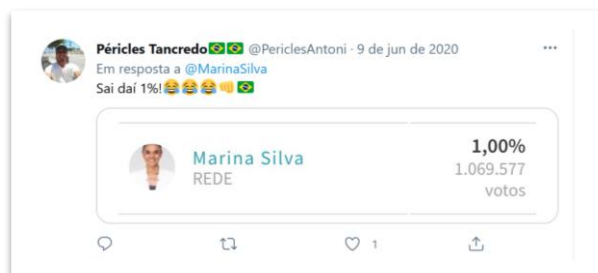 Péricles Tancredo🇧🇷🇧🇷 @PericlesAntoni · 9 de jun de 2020
Em resposta a @MarinaSilva
Sai daí 1%!😂😂😂👊🇧🇷
Marina Silva
REDE
1,00%
1.069.577
votos
1